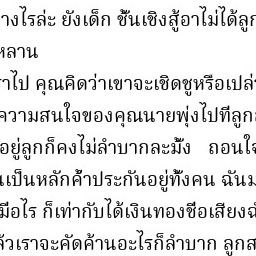 างไรล่ะ ยังเด็ก ชั้นเชิงสู้อาไม่ได้ลูก
หลาน
ราไป คุณคิดว่าเขาจะเชิดชูหรือเปล่
ความสนใจของคุณนายพุ่งไปที่ลูก
อยู่ลูกก็คงไม่ลำบากละมั้ง ถอนใจ
นเป็นหลักค้ำประกันอยู่ทั้งคน ฉันม
มีอะไร ก็เท่ากับได้เงินทองชื่อเสียงฉั
ล้วเราจะคัดค้านอะไรก็ลำบาก ลูกส